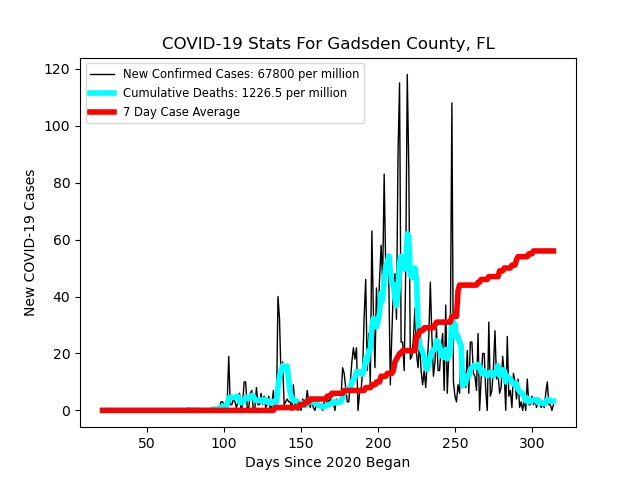 COVID-19 Stats For Gadsden County, FL
New Confirmed Cases: 67800 per million
Cumulative Deaths: 1226.5 per million
7 Day Case Average
120
100
80
60
40
20
0
New COVID-19 Cases
50 100 150 200 250 300
Days Since 2020 Began